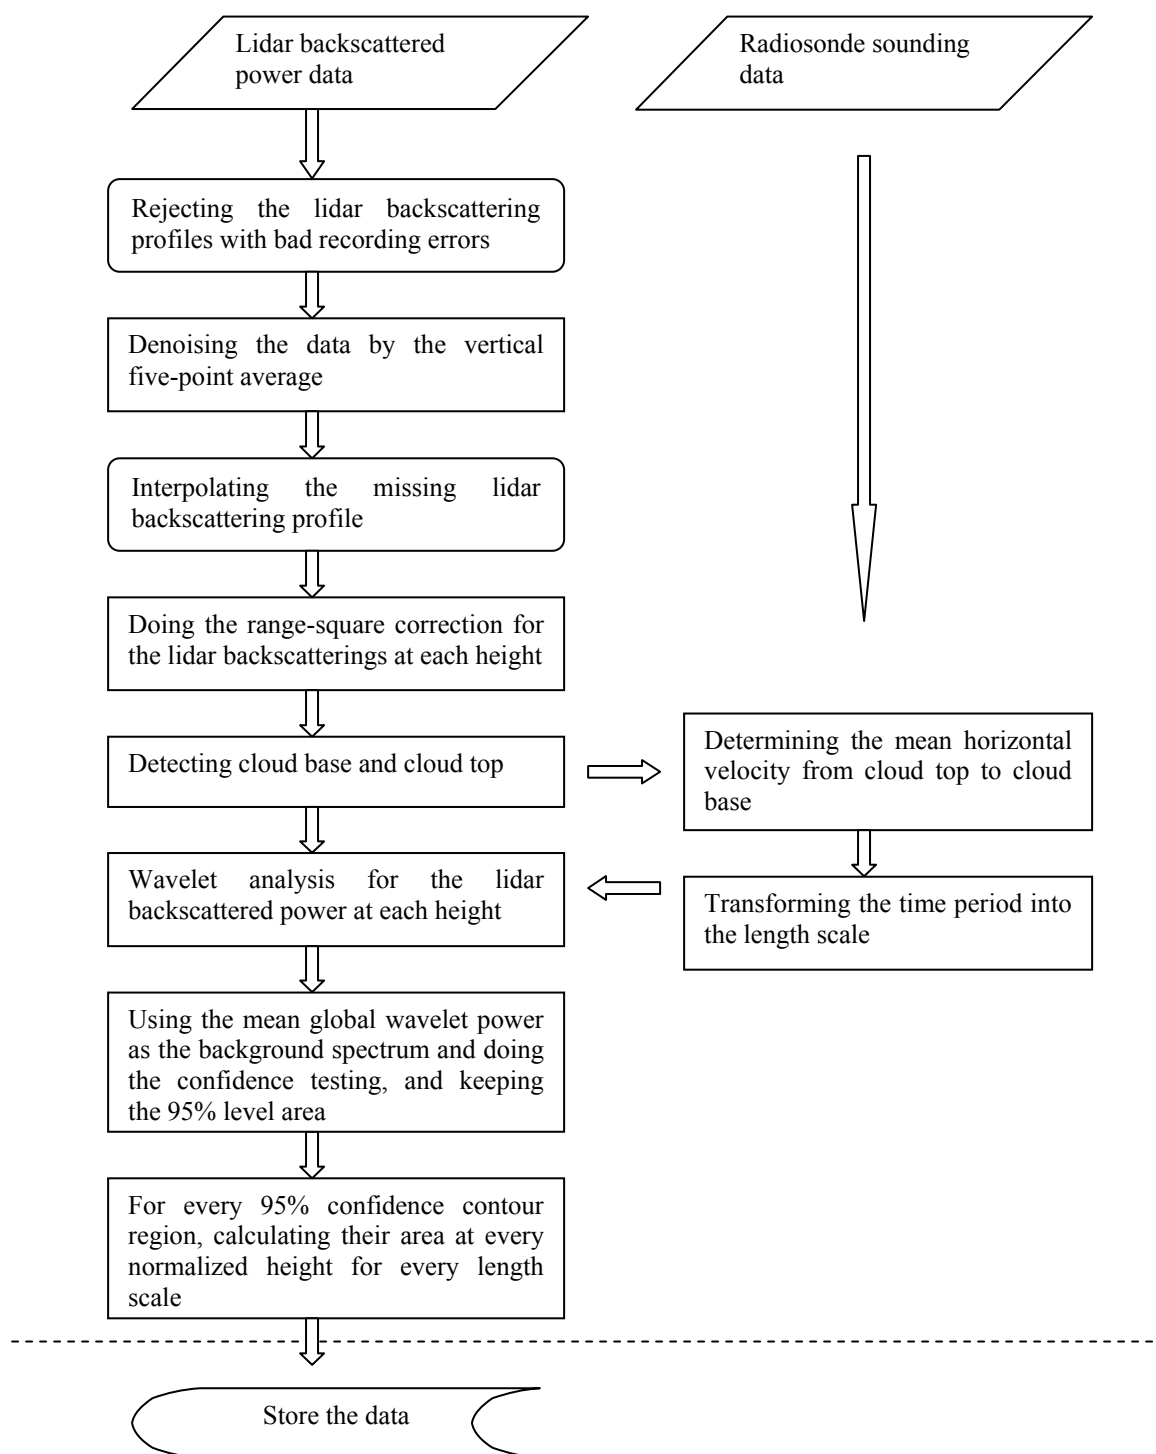 Lidar backscattered
power data
Radiosonde sounding
data
Rejecting the lidar backscattering
profiles with bad recording errors
Denoising the data by the vertical
five-point average
Interpolating the missing lidar
backscattering profile
Doing the range-square correction for
the lidar backscatterings at each height
Detecting cloud base and cloud top
Determining the mean horizontal
velocity from cloud top to cloud
base
Wavelet analysis for the lidar
backscattered power at each height
Transforming the time period into
the length scale
Using the mean global wavelet power
as the background spectrum and doing
the confidence testing, and keeping
the 95% level area
For every 95% confidence contour
region, calculating their area at every
normalized height for every length
scale
Store the data